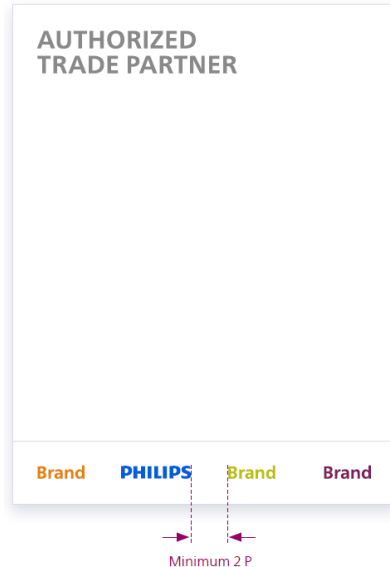 AUTHORIZED
TRADE PARTNER
Brand PHILIPS Brand Brand
Minimum 2 P